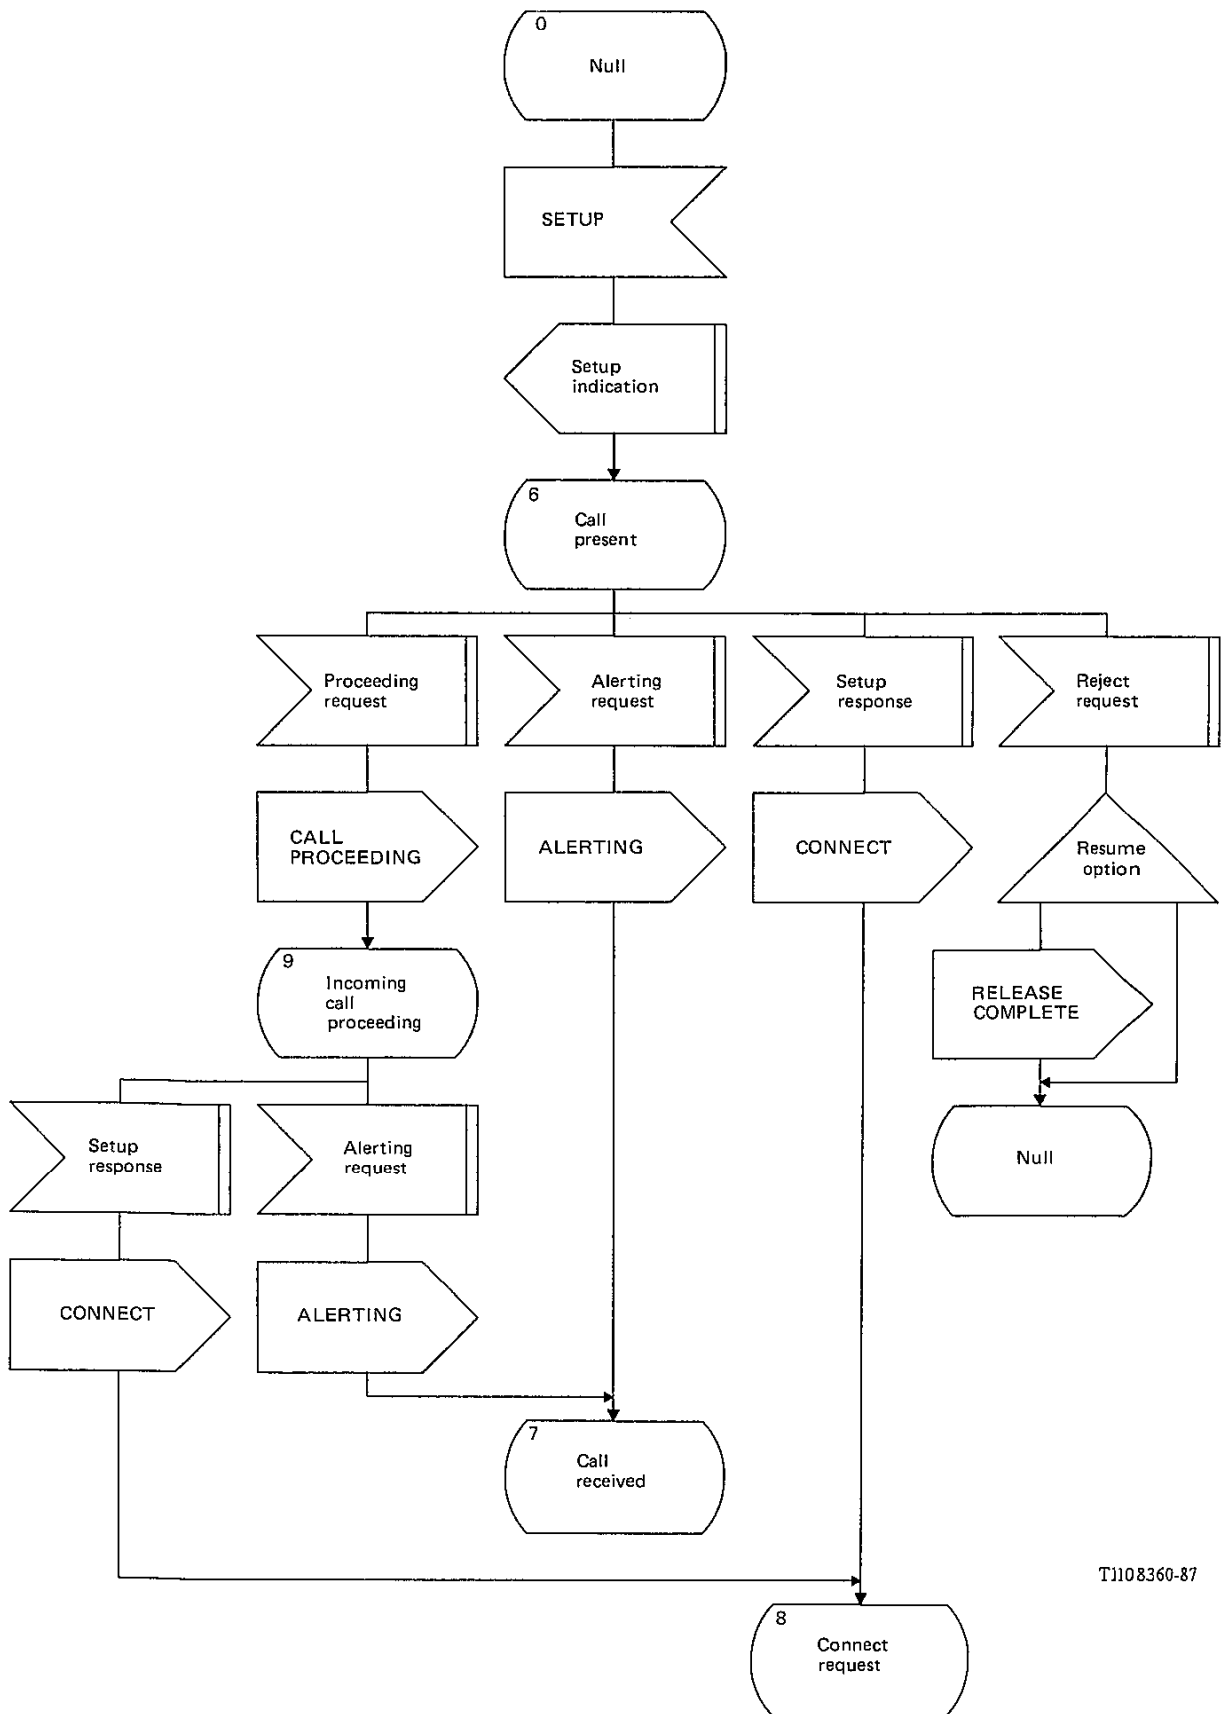 0
Null
SETUP
Setup
indication
6
Call
present
Proceeding
request
Alerting
request
Setup
response
Reject
request
CALL
PROCEEDING
ALERTING
CONNECT
Resume
option
9
Incoming
call
proceeding
RELEASE
COMPLETE
Setup
response
Alerting
request
Null
CONNECT
ALERTING
7
Call
received
T1108360-87
8
Connect
request